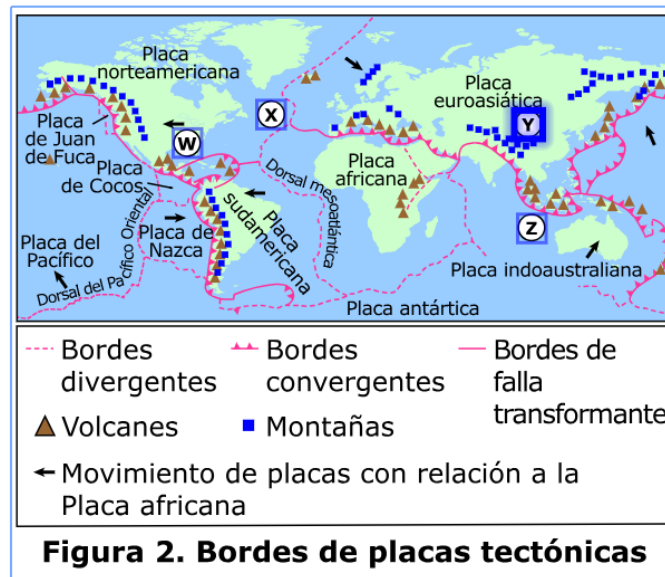 Placa
norteamericana
Placa
euroasiática
Placa
de Juan
de Fuca
X
Y
W
Placa
de Cocos
Placa
africana
Dorsal mesoatlántica
Placa
sudamericana
Placa
de Nazca
Z
Placa del
Pacífico
Dorsal del Pacífico Oriental
Placa indoaustraliana
Placa antártica
Bordes
divergentes
Bordes
convergentes
Bordes de
falla
transformante
Volcanes
Montañas
Movimiento de placas con relación a la
Placa africana
Figura 2. Bordes de placas tectónicas